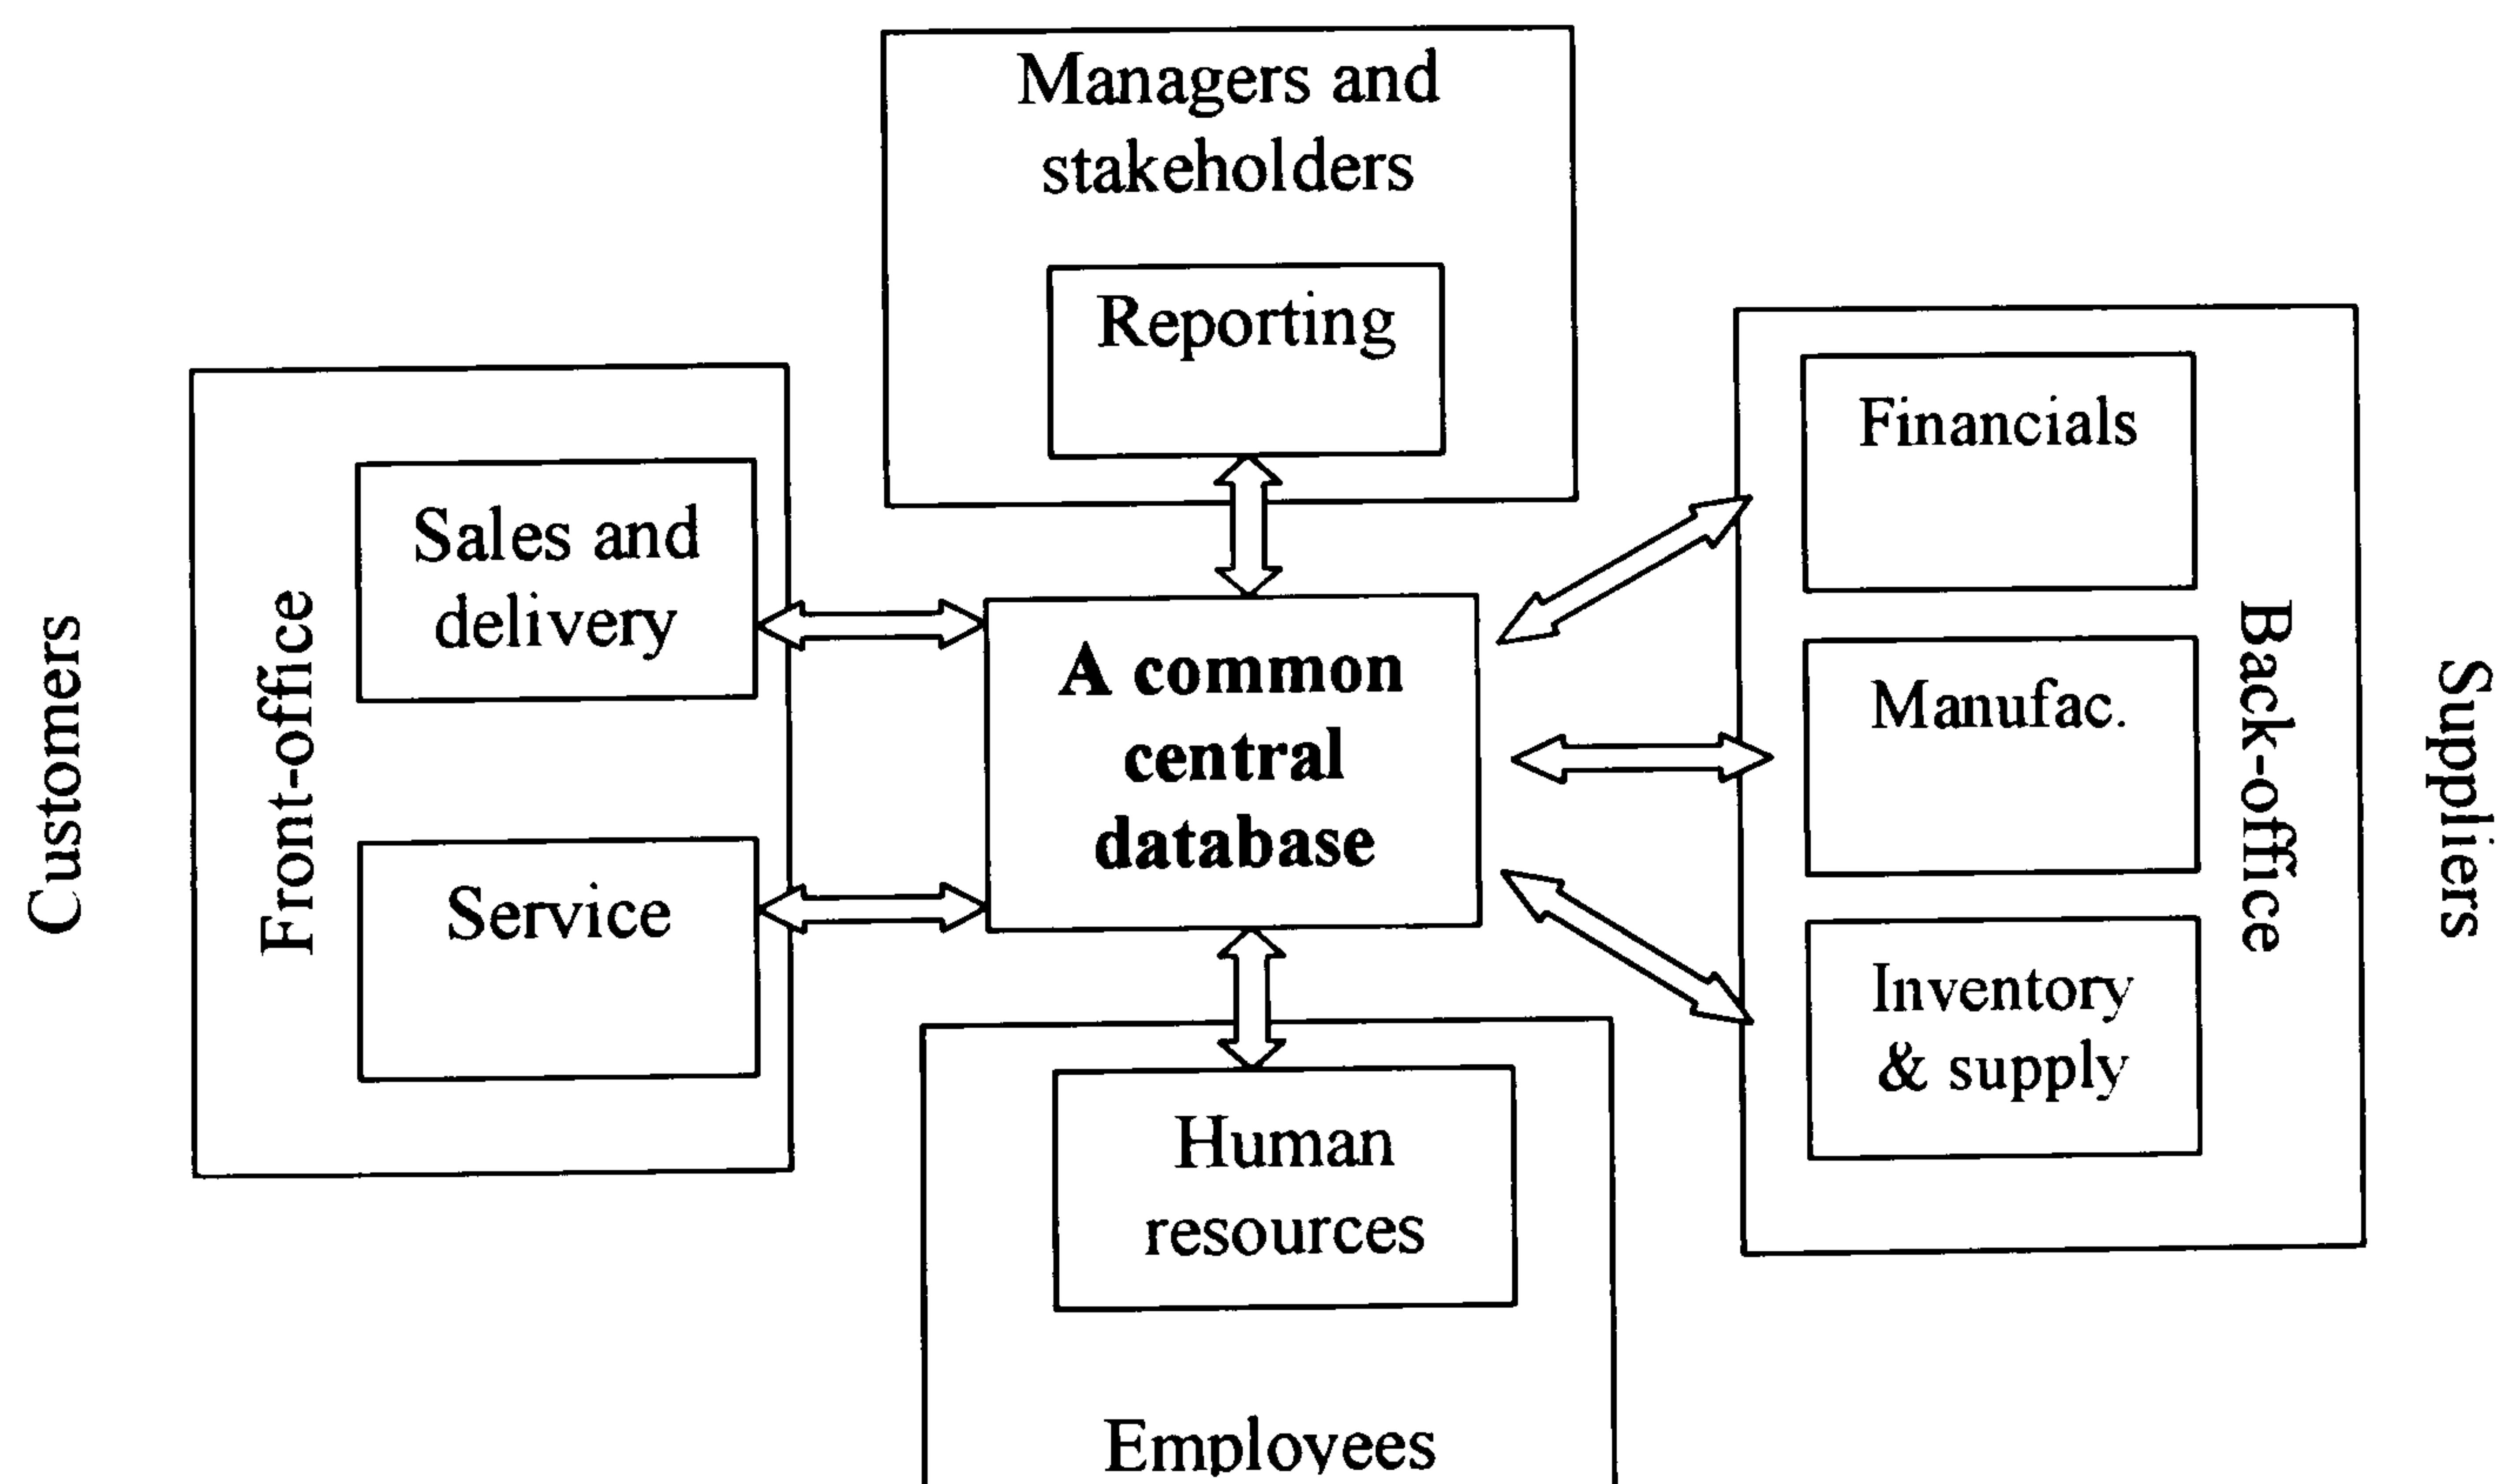 Managers and
stakeholders
Reporting
Customers
Front-office
Sales and
delivery
Service
A common
central
database
Financials
Manufac.
Inventory
& supply
Back-office
Suppliers
Human
resources
Employees